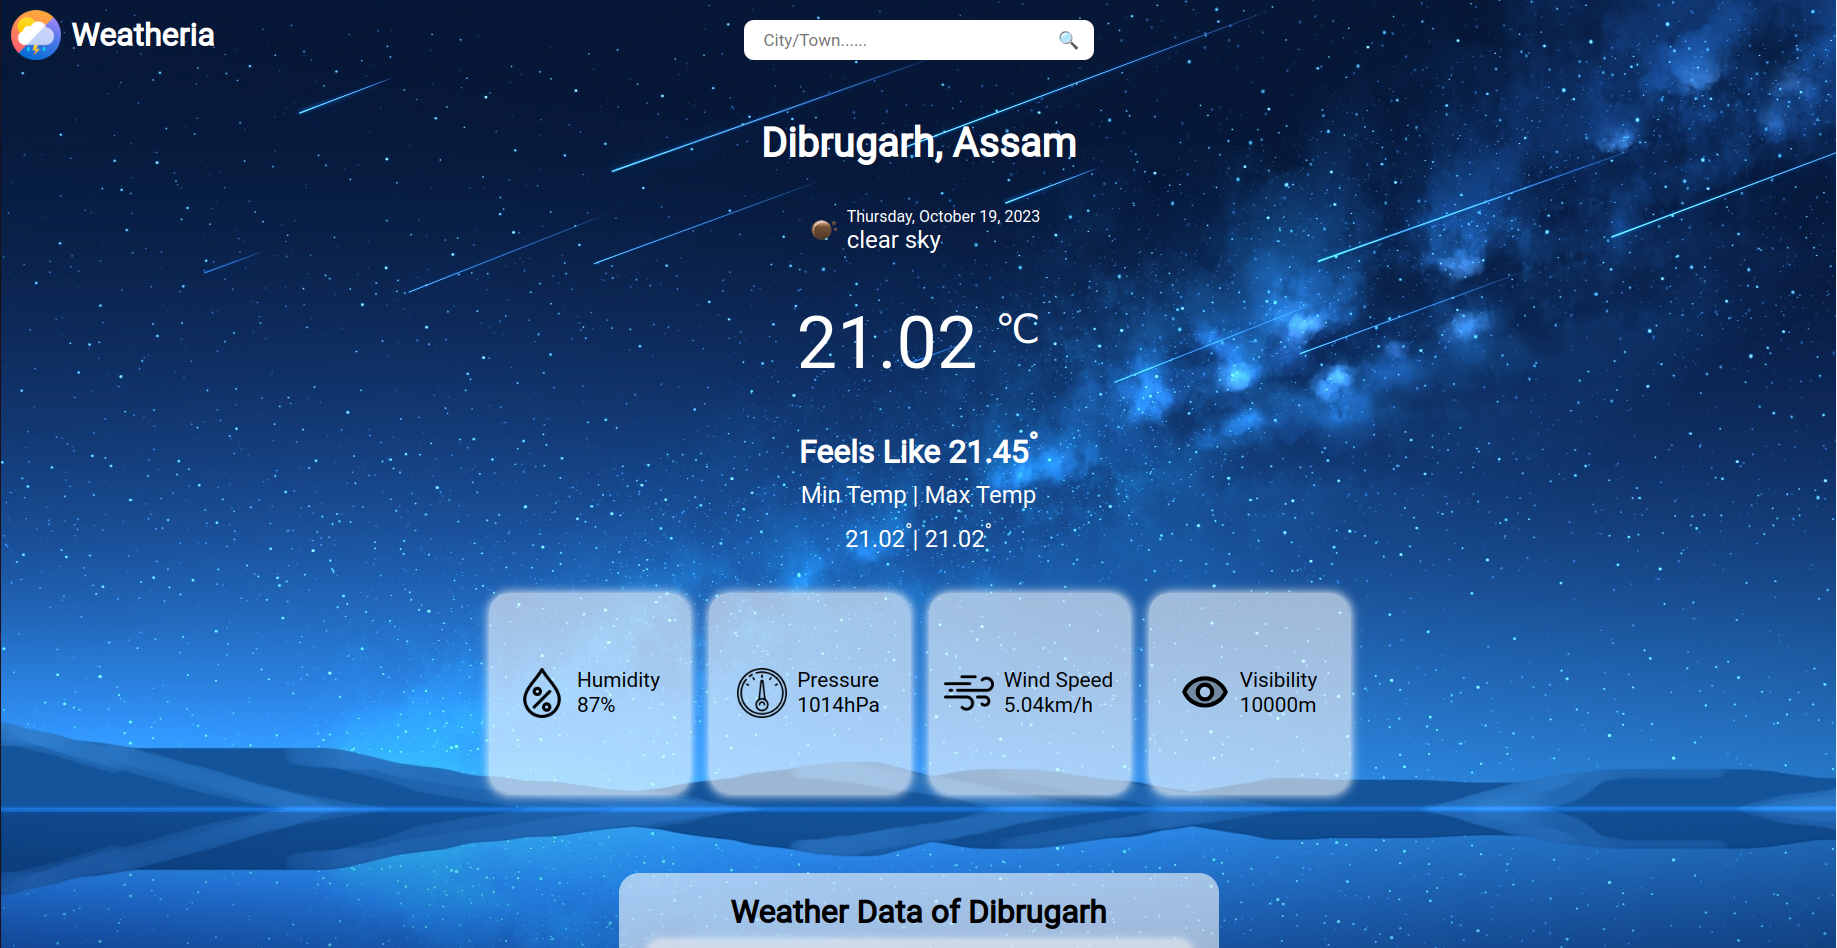 Weatheria
City/Town......
Dibrugarh, Assam
Thursday, October 19, 2023
clear sky
21.02 °C
Feels Like 21.45°
Min Temp | Max Temp
21.02° | 21.02°
Humidity
87%
Pressure
1014hPa
Wind Speed
5.04km/h
Visibility
10000m
Weather Data of Dibrugarh